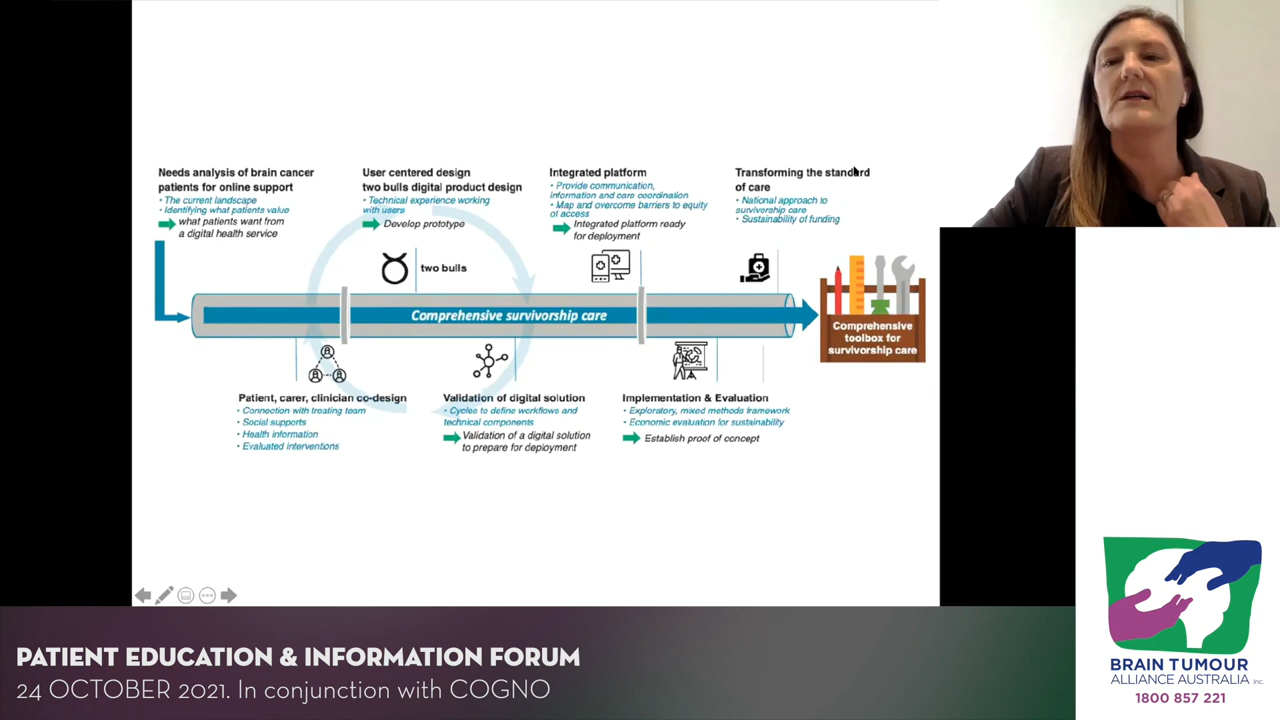 Needs analysis of brain cancer
patients for online support
• The current landscape
• Identifying what patients value
what patients want from
a digital health service
User centered design
two bulls digital product design
• Technical experience working
with users
Develop prototype
Integrated platform
• Provide communication,
information and care coordination
• Map and overcome barriers to equity
of access
Integrated platform ready
for deployment
Transforming the standard
of care
• National approach to
survivorship care
• Sustainability of funding
two bulls
Comprehensive survivorship care
Comprehensive
toolbox for
survivorship care
Patient, carer, clinician co-design
• Connection with treating team
• Social supports
• Health information
• Evaluated interventions
Validation of digital solution
• Cycles to define workflows and
technical components
Validation of a digital solution
to prepare for deployment
Implementation & Evaluation
• Exploratory, mixed methods framework
• Economic evaluation for sustainability
Establish proof of concept
PATIENT EDUCATION & INFORMATION FORUM
24 OCTOBER 2021. In conjunction with COGNO
BRAIN TUMOUR
ALLIANCE AUSTRALIA Inc.
1800 857 221